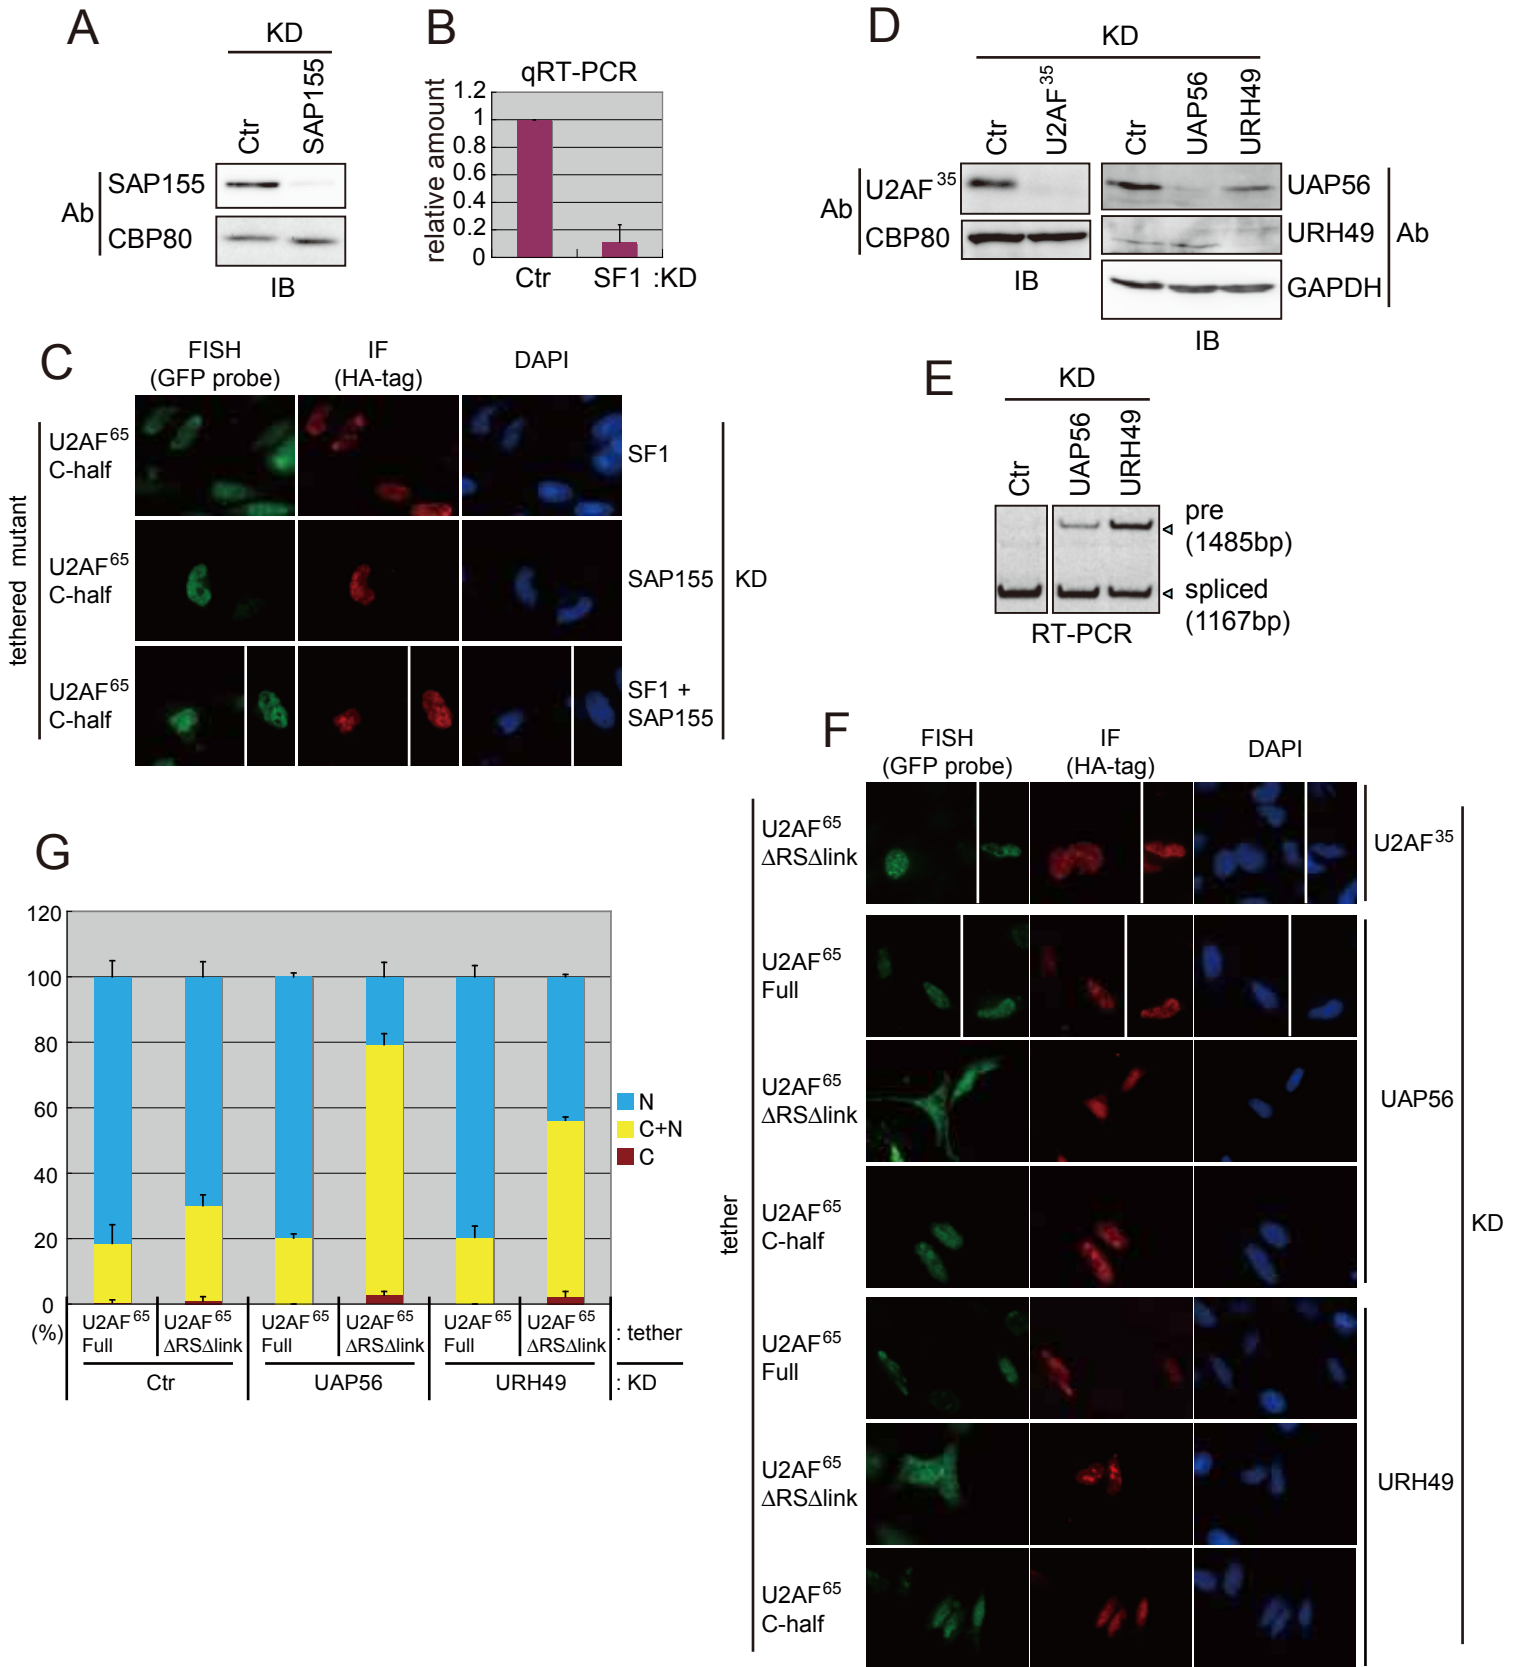 A
KD
Ctr
SAP155
Ab
SAP155
CBP80
IB
B
qRT-PCR
relative amount
1.2
1
0.8
0.6
0.4
0.2
0
Ctr
SF1 :KD
D
KD
Ctr
U2AF35
Ctr
UAP56
URH49
Ab
U2AF35
CBP80
IB
UAP56
URH49
GAPDH
Ab
IB
C
FISH
(GFP probe)
IF
(HA-tag)
DAPI
tethered mutant
U2AF65
C-half
SF1
U2AF65
C-half
SAP155
KD
U2AF65
C-half
SF1 +
SAP155
E
KD
Ctr
UAP56
URH49
pre
(1485bp)
spliced
(1167bp)
RT-PCR
F
FISH
(GFP probe)
IF
(HA-tag)
DAPI
tether
U2AF65
ΔRSΔlink
U2AF35
U2AF65
Full
U2AF65
ΔRSΔlink
UAP56
U2AF65
C-half
KD
U2AF65
Full
U2AF65
ΔRSΔlink
URH49
U2AF65
C-half
G
120
100
80
60
40
20
0
(%)
N
C+N
C
U2AF65
Full
U2AF65
ΔRSΔlink
U2AF65
Full
U2AF65
ΔRSΔlink
U2AF65
Full
U2AF65
ΔRSΔlink
: tether
Ctr
UAP56
URH49
: KD